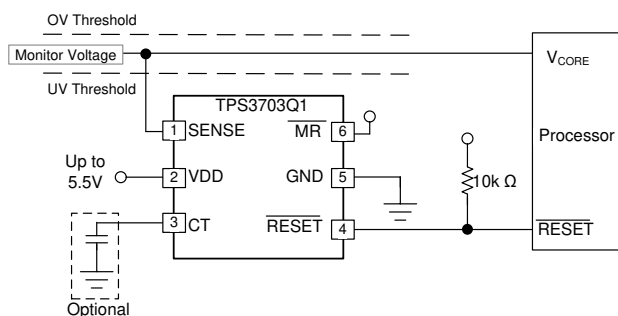 OV Threshold
Monitor Voltage
UV Threshold
VCORE
TPS3703Q1
1 SENSE
MR 6
Processor
Up to
5.5V
2 VDD
GND 5
10k Ω
3 CT
RESET 4
RESET
Optional